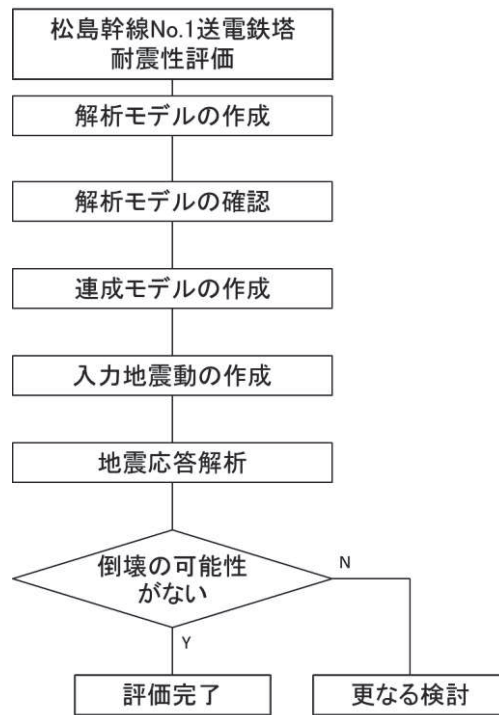 松島幹線No.1送電鉄塔
耐震性評価
解析モデルの作成
解析モデルの確認
連成モデルの作成
入力地震動の作成
地震応答解析
倒壊の可能性
がない
N
Y
評価完了
更なる検討